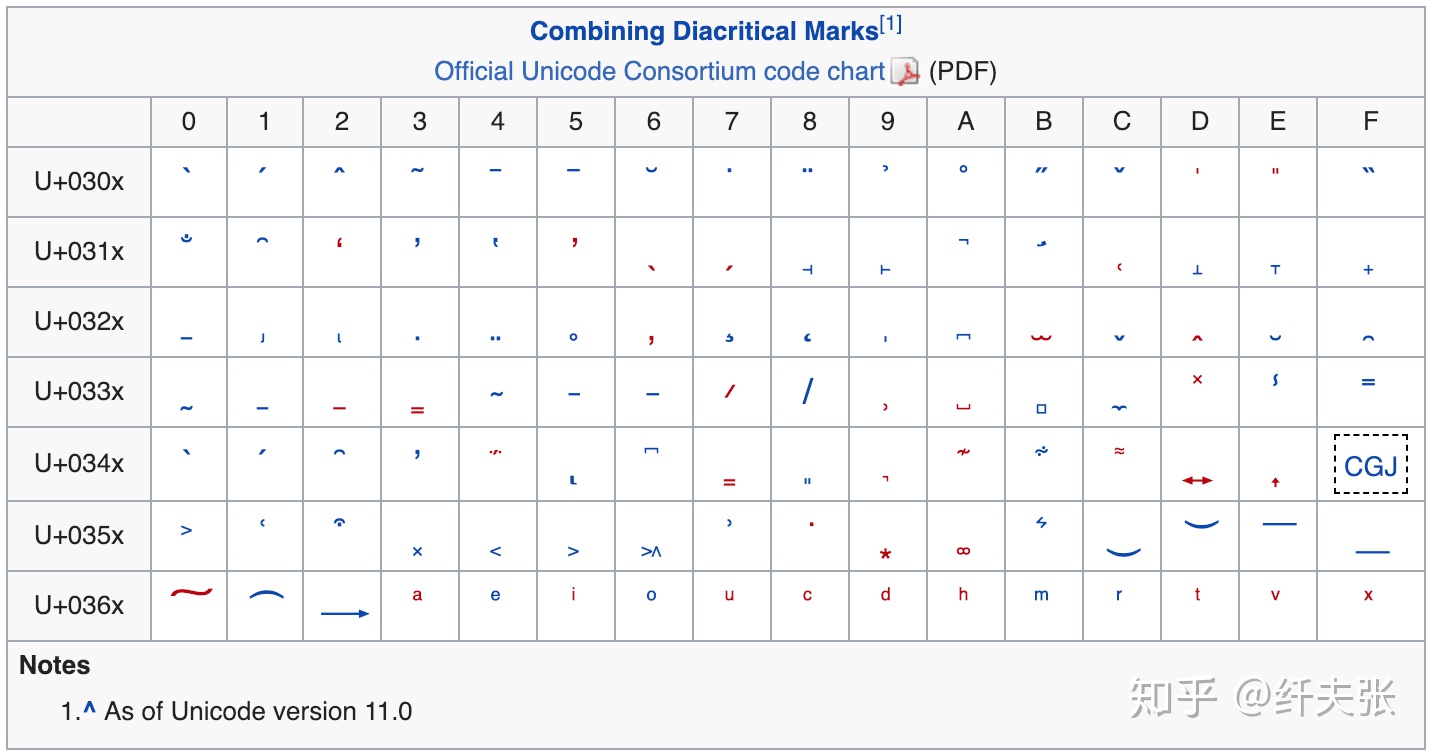 Combining Diacritical Marks[1]
Official Unicode Consortium code chart (PDF)
0 1 2 3 4 5 6 7 8 9 A B C D E F
U+030x ̀ ́ ̂ ̃ ̄ ̅ ̆ ̇ ̈ ̉ ̊ ̋ ̌ ̍ ̎ ̏
U+031x ̐ ̑ ̒ ̓ ̔ ̕ ̖ ̗ ̘ ̙ ̚ ̛ ̜ ̝ ̞ ̟
U+032x ̠ ̡ ̢ ̣ ̤ ̥ ̦ ̧ ̨ ̩ ̪ ̫ ̬ ̭ ̮ ̯
U+033x ̰ ̱ ̲ ̳ ̴ ̵ ̶ ̷ ̸ ̹ ̺ ̻ ̼ ̽ ̾ ̿
U+034x ̀ ́ ͂ ̓ ̈́ ͅ ͆ ͇ ͈ ͉ ͊ ͋ ͌ ͍ ͎ CGJ
U+035x ͐ ͑ ͒ ͓ ͔ ͕ ͖ ͗ ͘ ͙ ͚ ͛ ͜ ͝ ͞ ͟
U+036x ͠ ͡ ͢ ͣ ͤ ͥ ͦ ͧ ͨ ͩ ͪ ͫ ͬ ͭ ͮ ͯ
Notes
1.^ As of Unicode version 11.0
知乎 @纤夫张